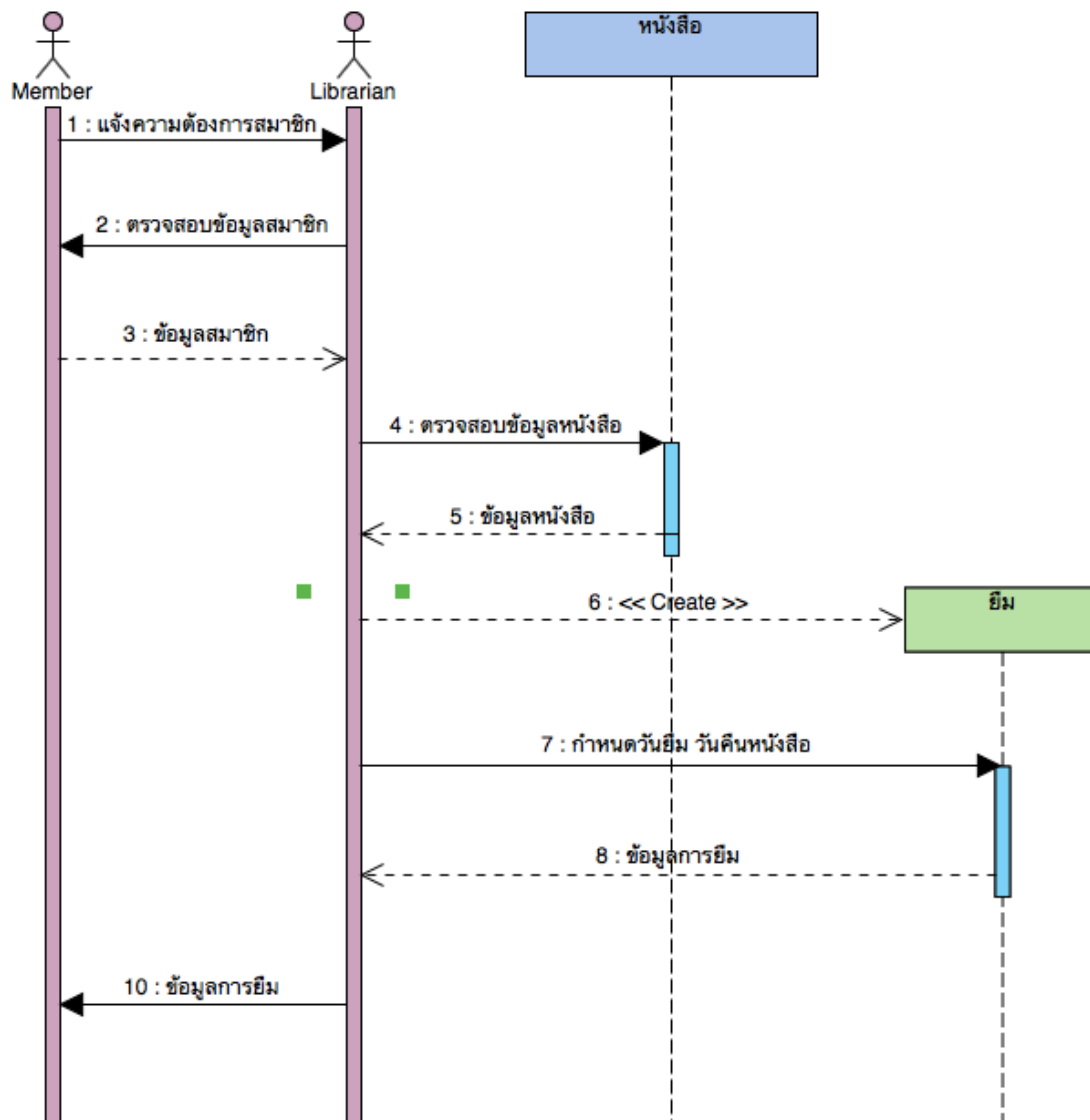 หนังสือ
Member
Librarian
1 : แจ้งความต้องการสมาชิก
2 : ตรวจสอบข้อมูลสมาชิก
3 : ข้อมูลสมาชิก
4 : ตรวจสอบข้อมูลหนังสือ
5 : ข้อมูลหนังสือ
6 : << Create >>
ยืม
7 : กำหนดวันยืม วันคืนหนังสือ
8 : ข้อมูลการยืม
10 : ข้อมูลการยืม